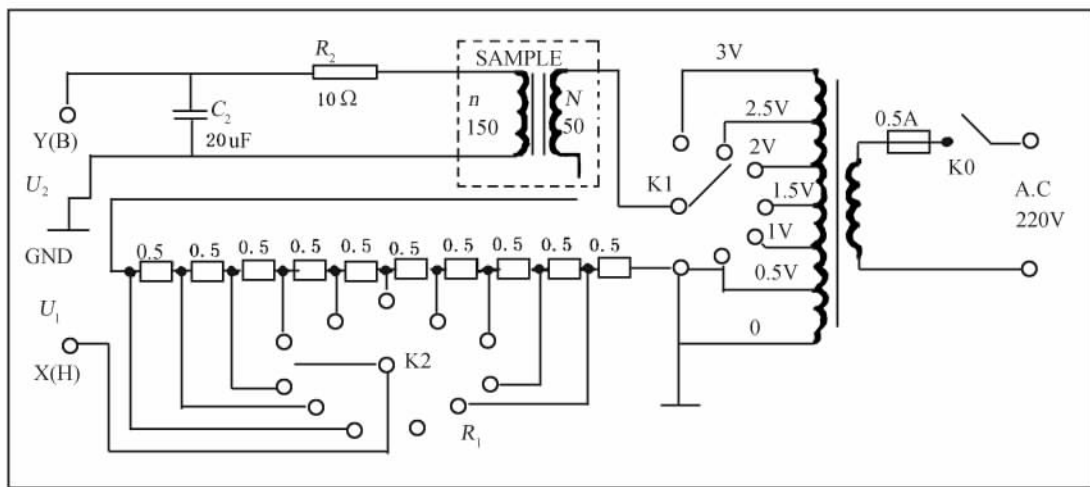 SAMPLE
R₂
10Ω
C₂
20uF
n
150
N
50
Y(B)
U₂
GND
U₁
X(H)
0.5 0.5 0.5 0.5 0.5 0.5 0.5 0.5 0.5 0.5
K2
R₁
K1
3V
2.5V
2V
1.5V
1V
0.5V
0
0.5A
K0
A.C
220V